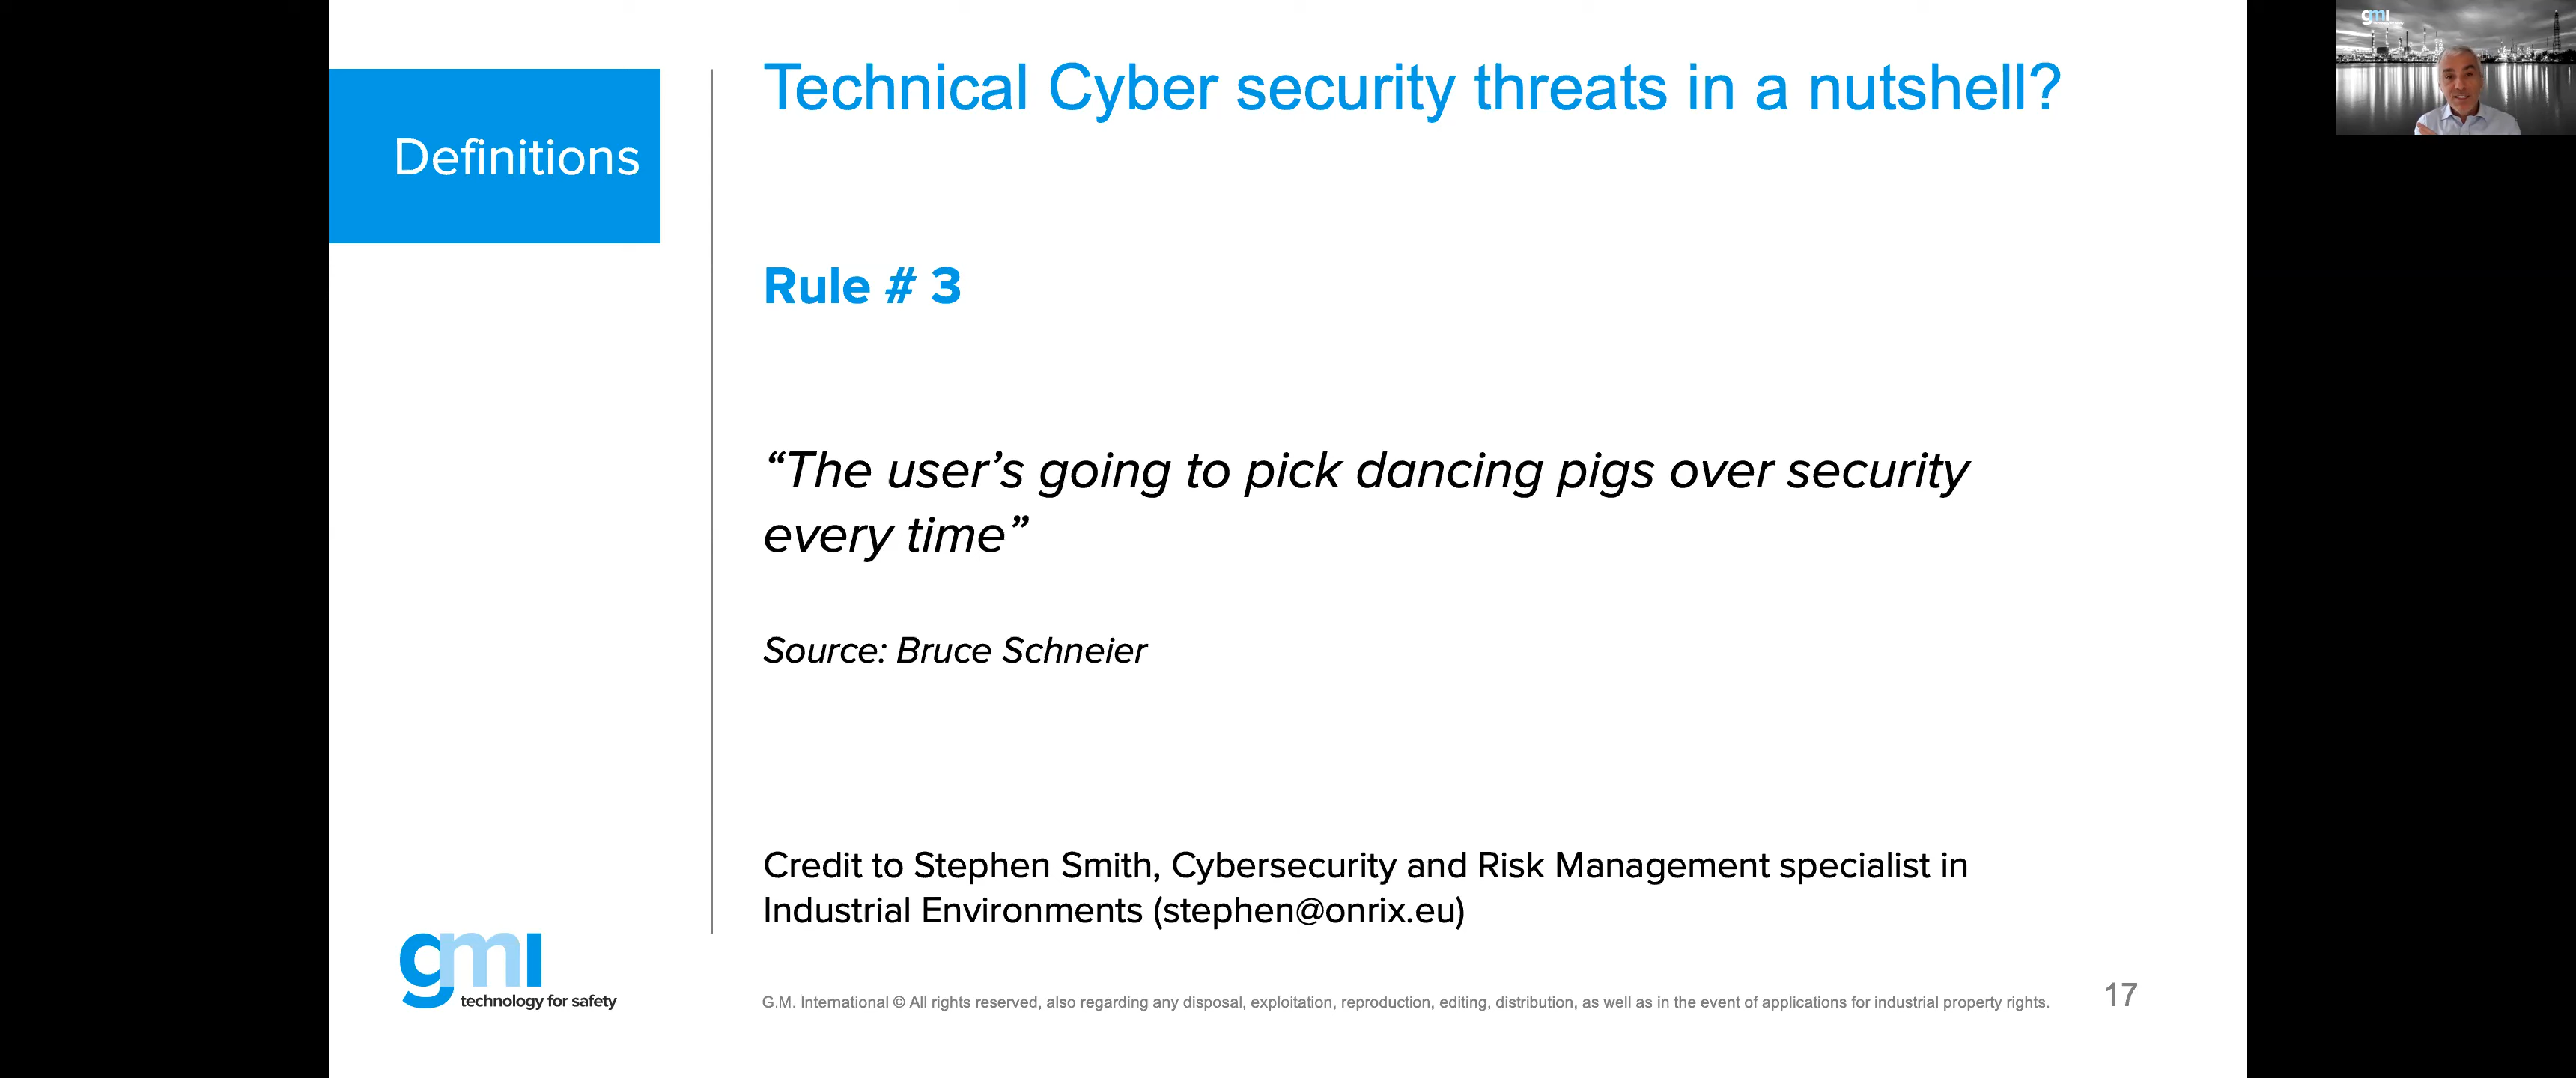 gmi
Technical Cyber security threats in a nutshell?
Definitions
Rule # 3
“The user’s going to pick dancing pigs over security
every time”
Source: Bruce Schneier
Credit to Stephen Smith, Cybersecurity and Risk Management specialist in
Industrial Environments (stephen@onrix.eu)
gmi
technology for safety
G.M. International © All rights reserved, also regarding any disposal, exploitation, reproduction, editing, distribution, as well as in the event of applications for industrial property rights.
17